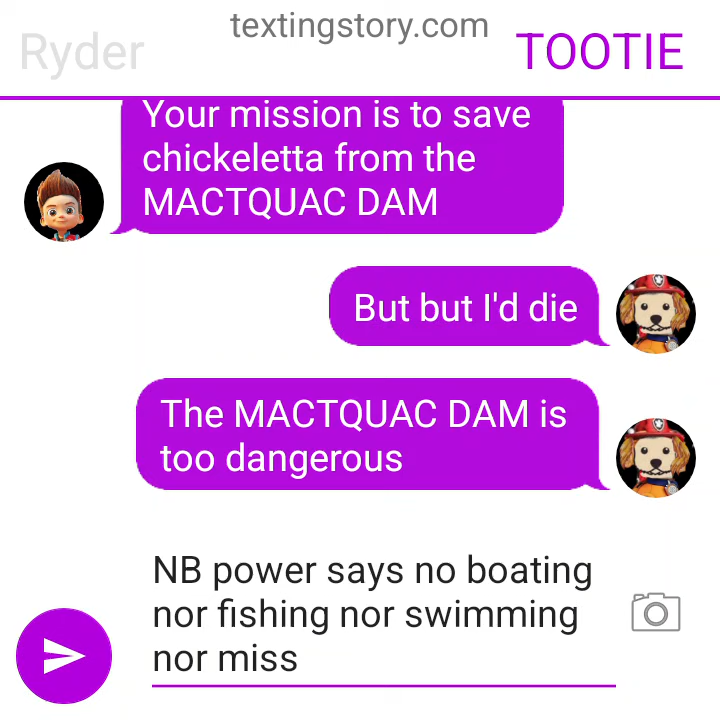 textingstory.com
Ryder
TOOTIE
Your mission is to save
chickeletta from the
MACTQUAC DAM
But but I'd die
The MACTQUAC DAM is
too dangerous
NB power says no boating
nor fishing nor swimming
nor miss